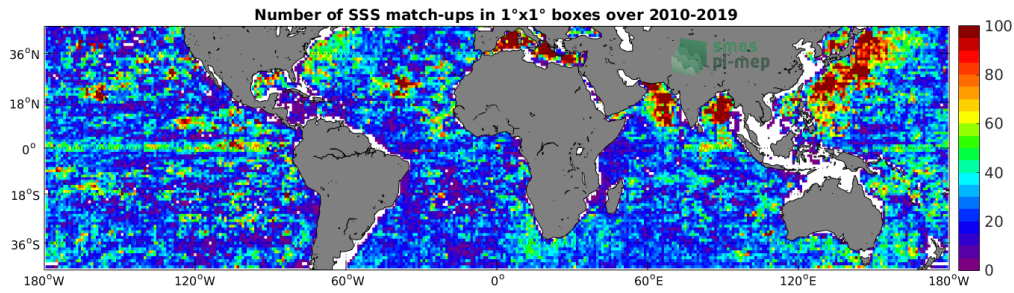 Number of SSS match-ups in 1°x1° boxes over 2010-2019
smos
pi-mep
36°N
18°N
0°
18°S
36°S
180°W 120°W 60°W 0° 60°E 120°E 180°W
100
80
60
40
20
0